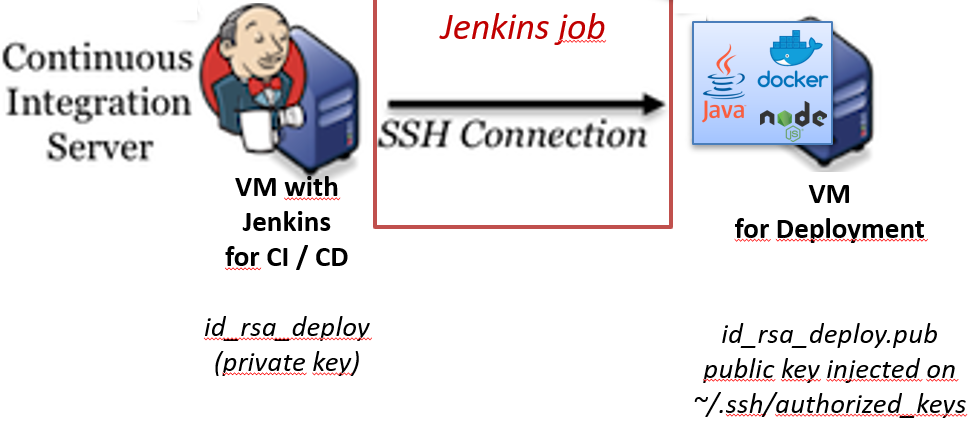 Jenkins job
Continuous
Integration
Server
SSH Connection
Java
docker
node
JS
VM with
Jenkins
for CI / CD
VM
for Deployment
id_rsa_deploy
(private key)
id_rsa_deploy.pub
public key injected on
~/.ssh/authorized_keys